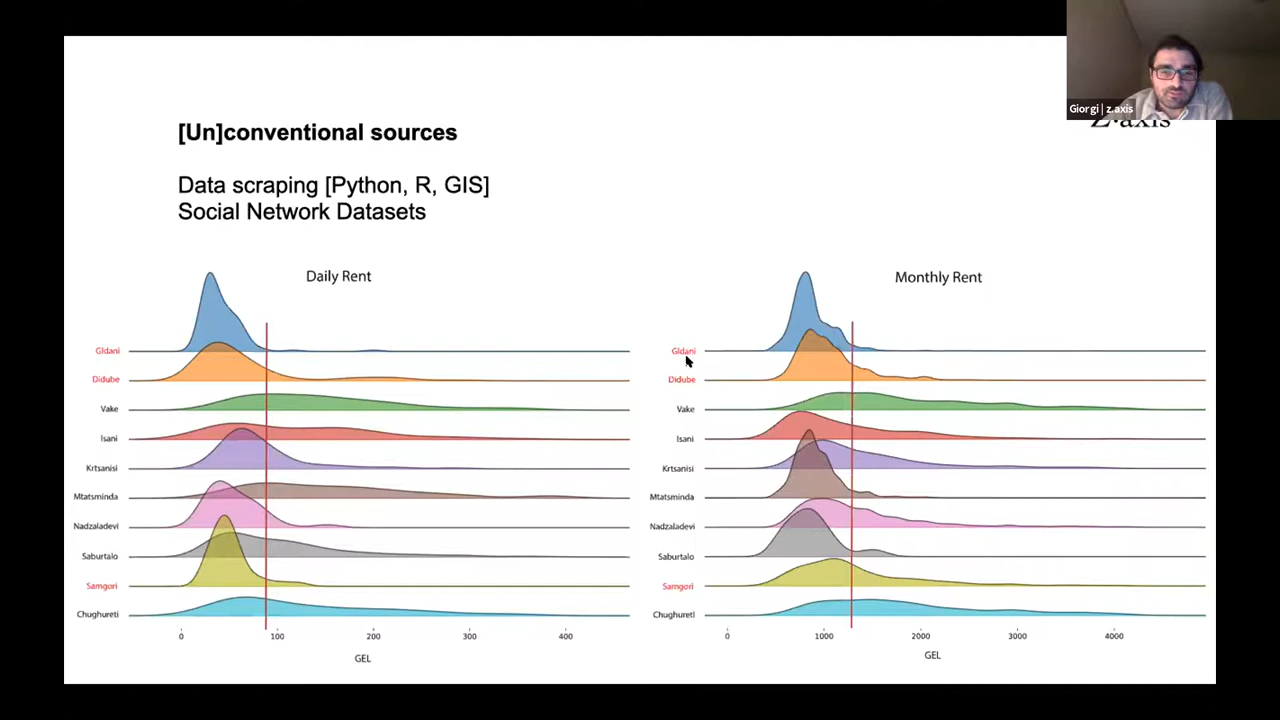 Giorgi | z.axis
[Un]conventional sources
Data scraping [Python, R, GIS]
Social Network Datasets
Daily Rent
Gldani
Didube
Vake
Isani
Krtsanisi
Mtatsminda
Nadzaladevi
Saburtalo
Samgori
Chughureti
0 100 200 300 400
GEL
Monthly Rent
Gldani
Didube
Vake
Isani
Krtsanisi
Mtatsminda
Nadzaladevi
Saburtalo
Samgori
Chughureti
0 1000 2000 3000 4000
GEL